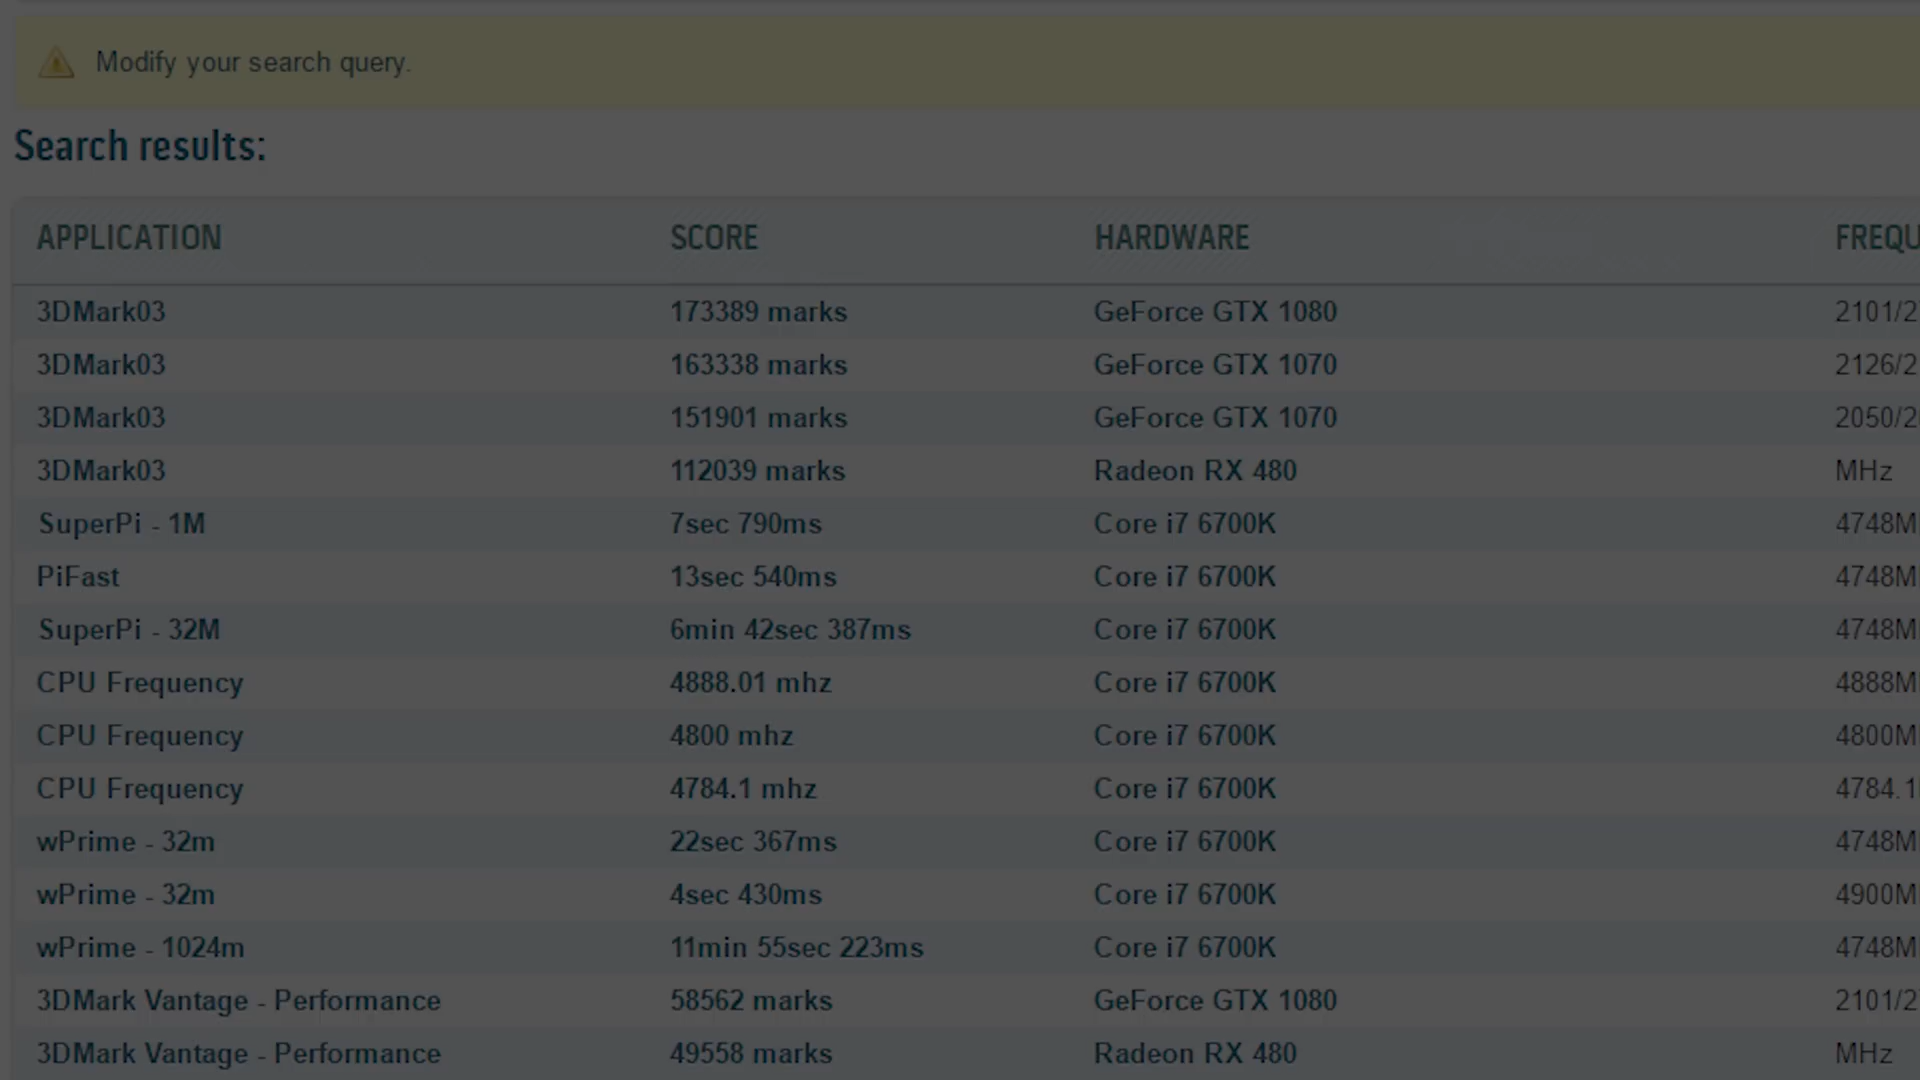 Modify your search query.
Search results:
APPLICATION SCORE HARDWARE FREQU
3DMark03 173389 marks GeForce GTX 1080 2101/2
3DMark03 163338 marks GeForce GTX 1070 2126/2
3DMark03 151901 marks GeForce GTX 1070 2050/2
3DMark03 112039 marks Radeon RX 480 MHz
SuperPi - 1M 7sec 790ms Core i7 6700K 4748M
PiFast 13sec 540ms Core i7 6700K 4748M
SuperPi - 32M 6min 42sec 387ms Core i7 6700K 4748M
CPU Frequency 4888.01 mhz Core i7 6700K 4888M
CPU Frequency 4800 mhz Core i7 6700K 4800M
CPU Frequency 4784.1 mhz Core i7 6700K 4784.1
wPrime - 32m 22sec 367ms Core i7 6700K 4748M
wPrime - 32m 4sec 430ms Core i7 6700K 4900M
wPrime - 1024m 11min 55sec 223ms Core i7 6700K 4748M
3DMark Vantage - Performance 58562 marks GeForce GTX 1080 2101/2
3DMark Vantage - Performance 49558 marks Radeon RX 480 MHz